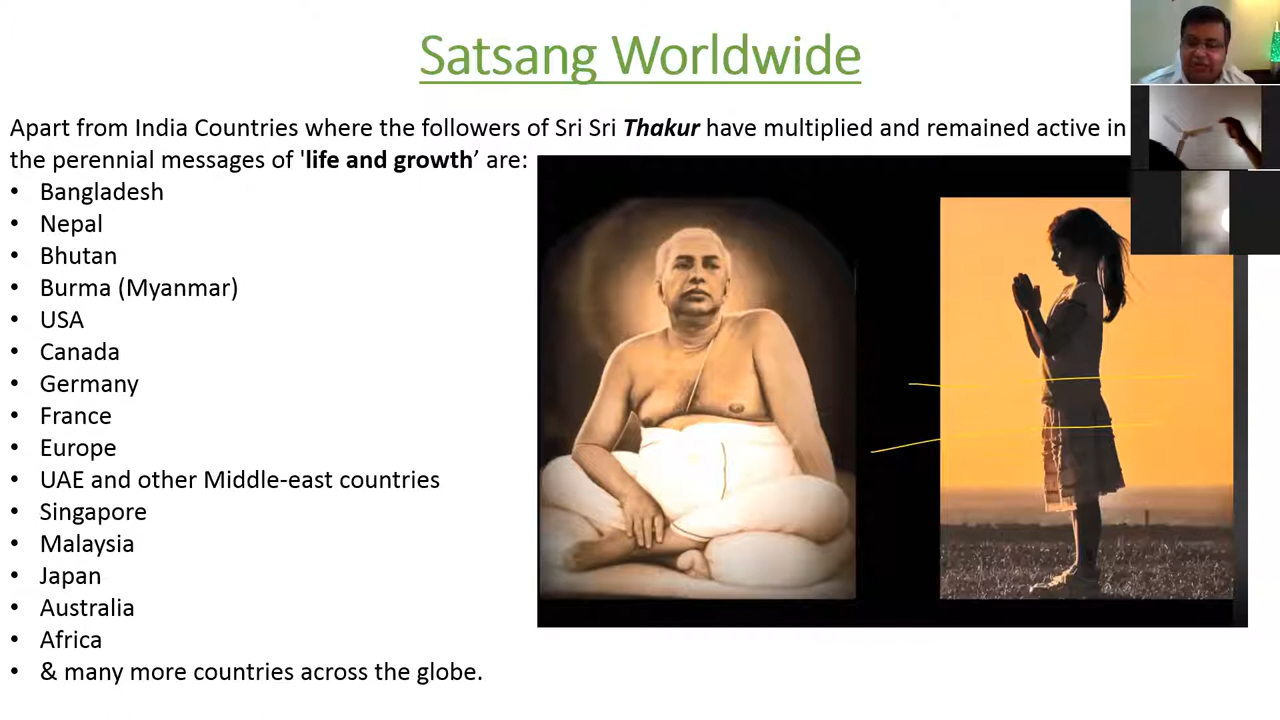 Satsang Worldwide
Apart from India Countries where the followers of Sri Sri Thakur have multiplied and remained active in
the perennial messages of 'life and growth’ are:
• Bangladesh
• Nepal
• Bhutan
• Burma (Myanmar)
• USA
• Canada
• Germany
• France
• Europe
• UAE and other Middle-east countries
• Singapore
• Malaysia
• Japan
• Australia
• Africa
• & many more countries across the globe.